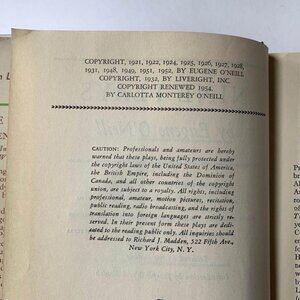 COPYRIGHT, 1921, 1922, 1924, 1925, 1926, 1927, 1928,
1931, 1948, 1949, 1951, 1952, BY EUGENE O'NEILL
COPYRIGHT, 1932, BY LIVERIGHT, INC.
COPYRIGHT RENEWED 1954,
BY CARLOTTA MONTEREY O'NEILL
CAUTION: Professionals and amateurs are hereby
warned that these plays, being fully protected under
the copyright laws of the United States of America,
the British Empire, including the Dominion of
Canada, and all other countries of the copyright
union, are subject to a royalty. All rights, including
professional, amateur, motion pictures, recitation,
public reading, radio broadcasting, and the rights of
translation into foreign languages are strictly re-
served. In their present form these plays are dedi-
cated to the reading public only. All inquiries should
be addressed to Richard J. Madden, 522 Fifth Ave.,
New York City, N. Y.